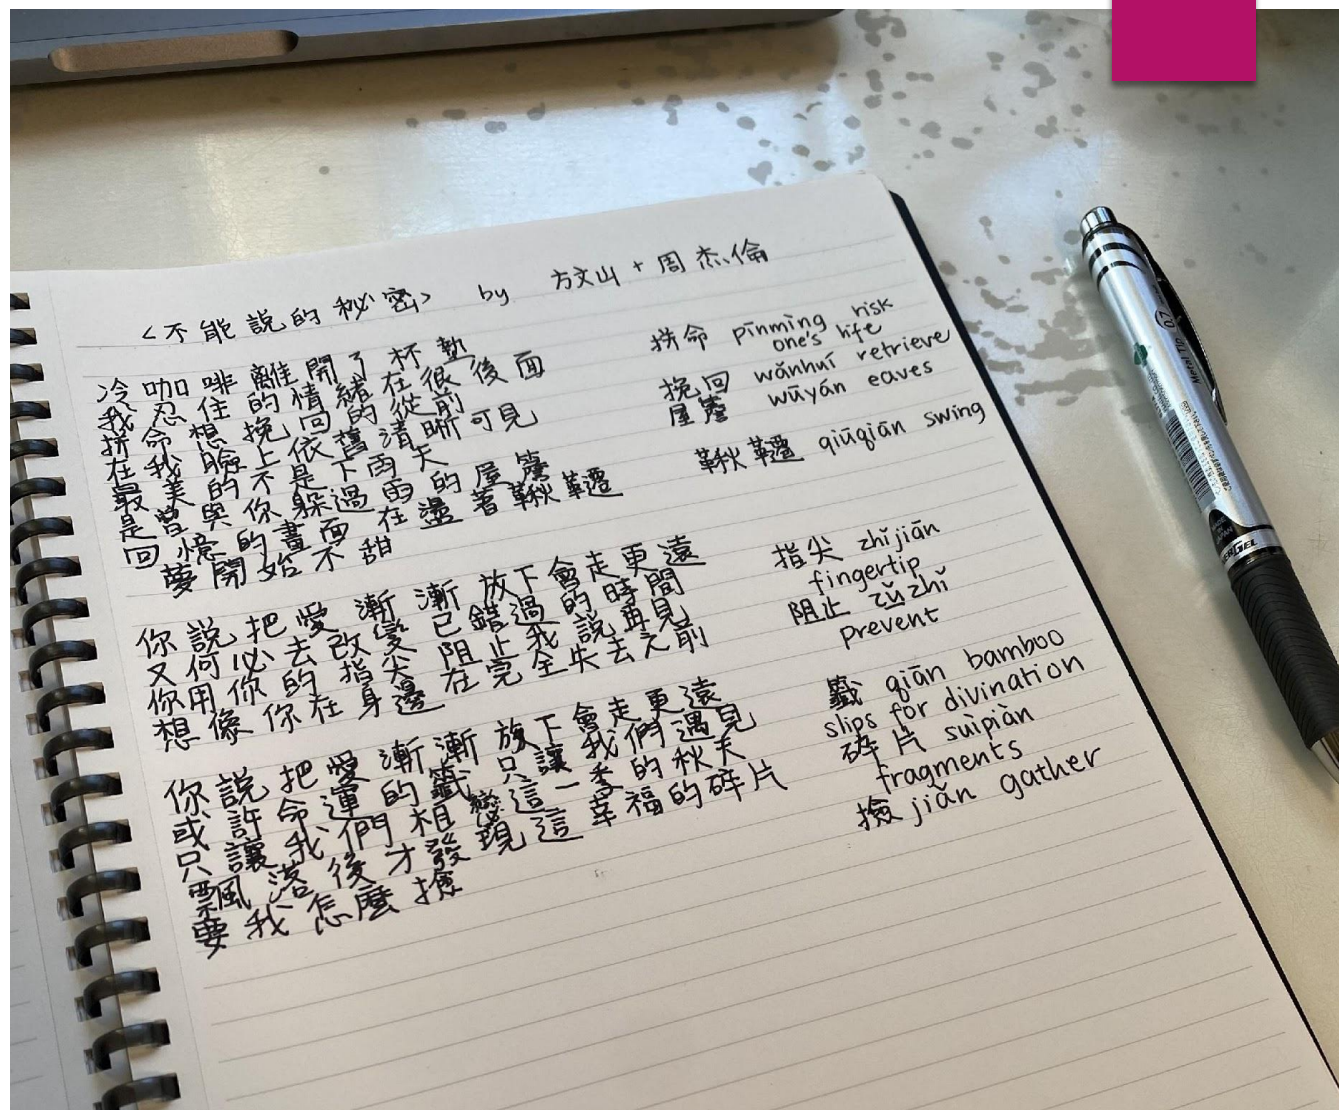 <不能說的秘密> by 方文山 + 周杰倫
冷咖啡離開了杯墊
我忍住的情緒在很後面
拼命想挽回的從前
在我臉上依舊清晰可見
最美的不是下雨天
是曾與你躲過雨的屋簷
回憶的畫面 在盪著鞦韆
夢開始不甜
你說把愛漸漸 放下會走更遠
又何必去改變 已錯過的時間
你用你的指尖 阻止我說再見
想像你在身邊 在完全失去之前
你說把愛漸漸 放下會走更遠
或許命運的籤 只讓我們遇見
只讓我們相戀 這一季的秋天
飄落後才發現 這幸福的碎片
要我怎麼撿
拼命 pīnmìng risk
one's life
挽回 wǎnhuí retrieve
屋簷 wūyán eaves
鞦韆 qiūqiān swing
指尖 zhǐjiān
fingertip
阻止 zǔzhǐ
prevent
籤 qiān bamboo
slips for divination
碎片 suìpiàn
fragments
撿 jiǎn gather
0.7
Metal Tip